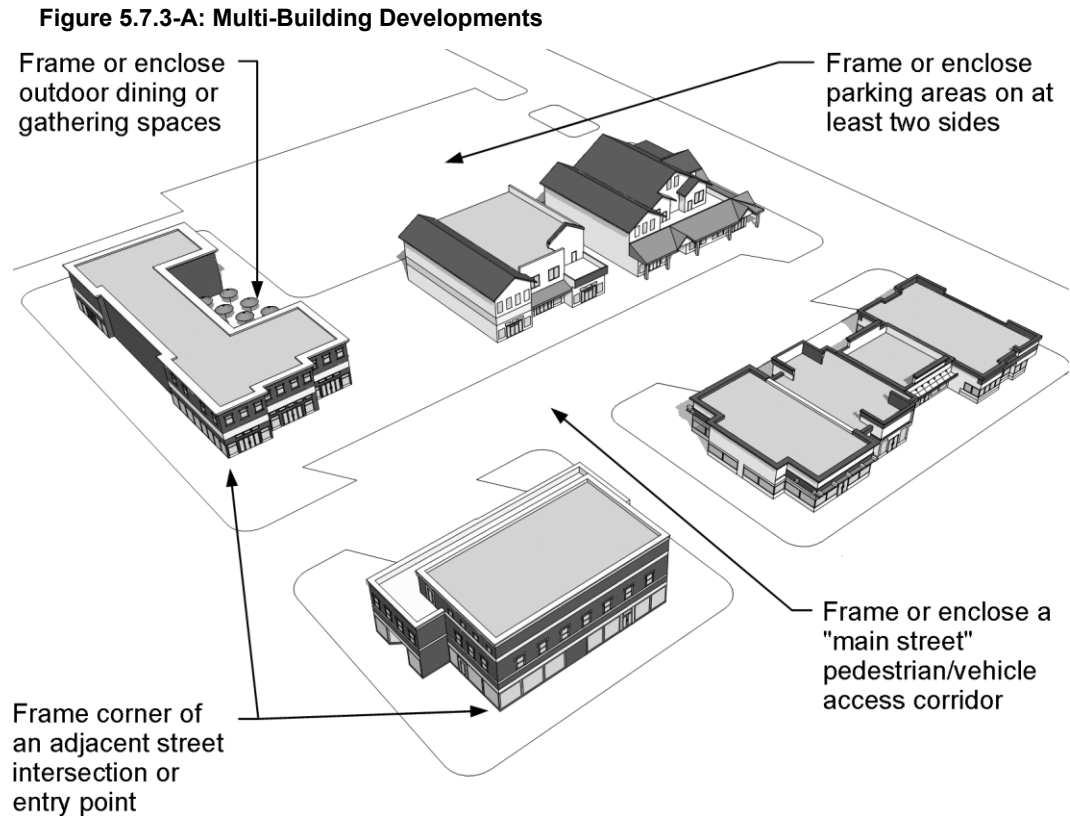 Figure 5.7.3-A: Multi-Building Developments
Frame or enclose
outdoor dining or
gathering spaces
Frame or enclose
parking areas on at
least two sides
Frame or enclose a
"main street"
pedestrian/vehicle
access corridor
Frame corner of
an adjacent street
intersection or
entry point